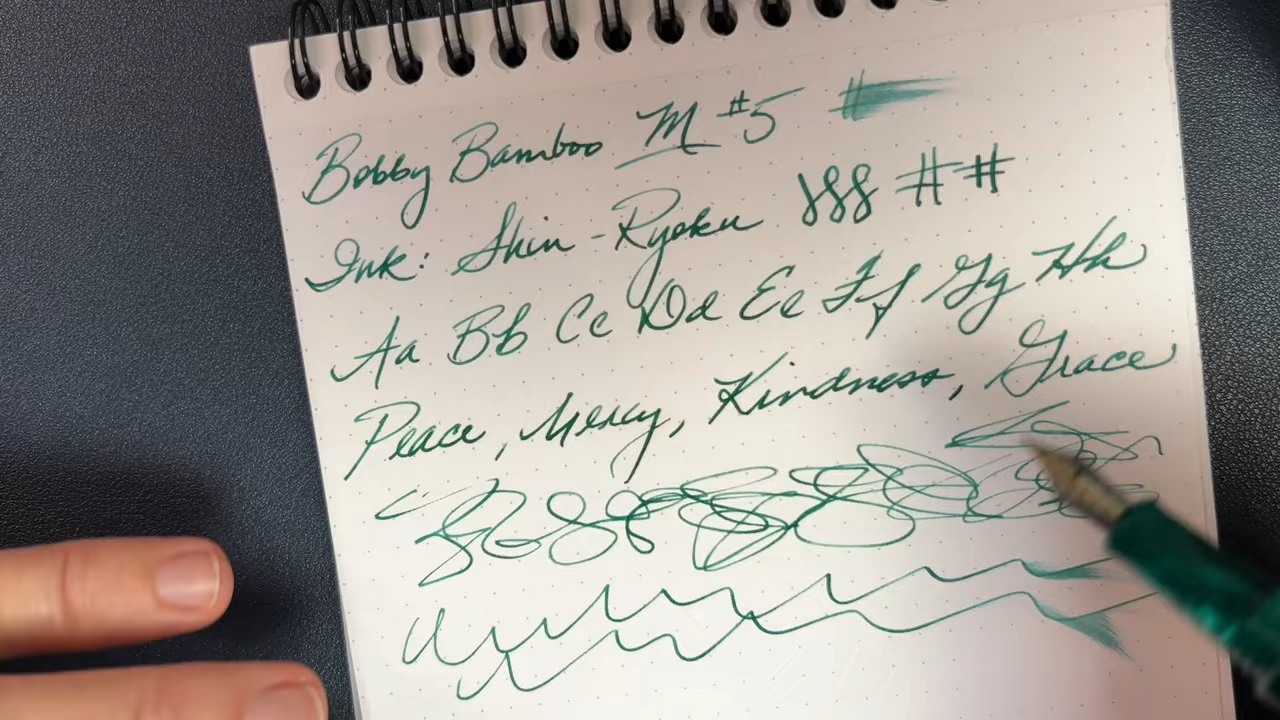 Bobby Bamboo M #5 #
Ink: Shin-Ryoku § § § # #
Aa Bb Cc Dd Ee Ff Gg Hh
Peace, Mercy, Kindness, Grace